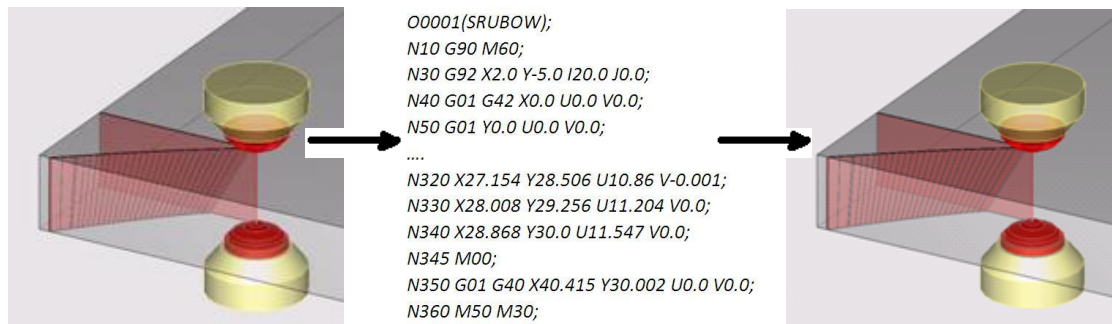 O0001(SRUBOW);
N10 G90 M60;
N30 G92 X2.0 Y-5.0 I20.0 J0.0;
N40 G01 G42 X0.0 U0.0 V0.0;
N50 G01 Y0.0 U0.0 V0.0;
....
N320 X27.154 Y28.506 U10.86 V-0.001;
N330 X28.008 Y29.256 U11.204 V0.0;
N340 X28.868 Y30.0 U11.547 V0.0;
N345 M00;
N350 G01 G40 X40.415 Y30.002 U0.0 V0.0;
N360 M50 M30;